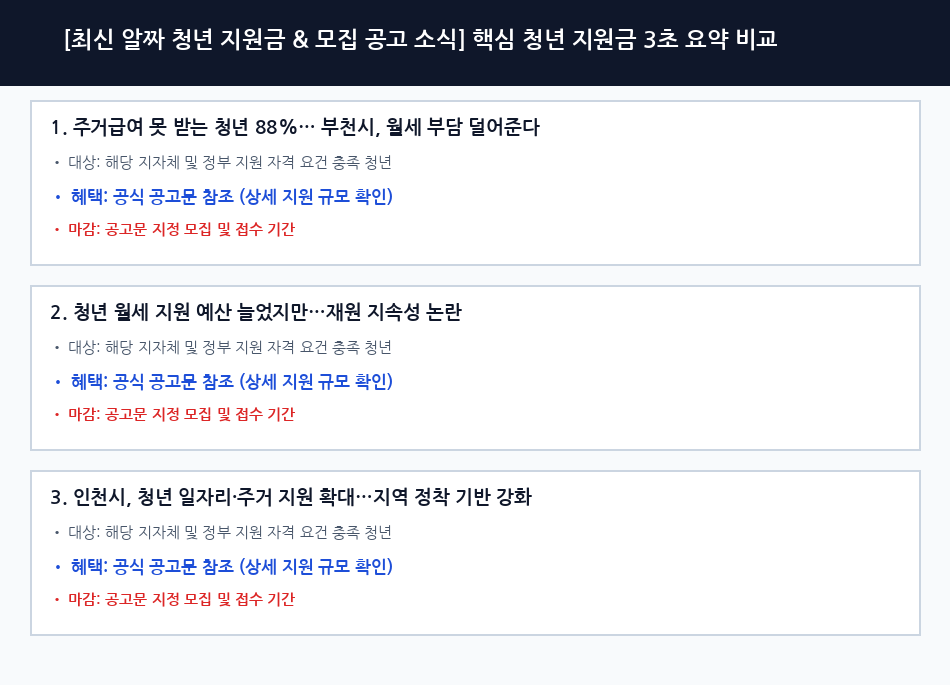 [최신 알짜 청년 지원금 & 모집 공고 소식] 핵심 청년 지원금 3초 요약 비교
1. 주거급여 못 받는 청년 88%… 부천시, 월세 부담 덜어준다
• 대상: 해당 지자체 및 정부 지원 자격 요건 충족 청년
• 혜택: 공식 공고문 참조 (상세 지원 규모 확인)
• 마감: 공고문 지정 모집 및 접수 기간
2. 청년 월세 지원 예산 늘었지만…재원 지속성 논란
• 대상: 해당 지자체 및 정부 지원 자격 요건 충족 청년
• 혜택: 공식 공고문 참조 (상세 지원 규모 확인)
• 마감: 공고문 지정 모집 및 접수 기간
3. 인천시, 청년 일자리·주거 지원 확대…지역 정착 기반 강화
• 대상: 해당 지자체 및 정부 지원 자격 요건 충족 청년
• 혜택: 공식 공고문 참조 (상세 지원 규모 확인)
• 마감: 공고문 지정 모집 및 접수 기간